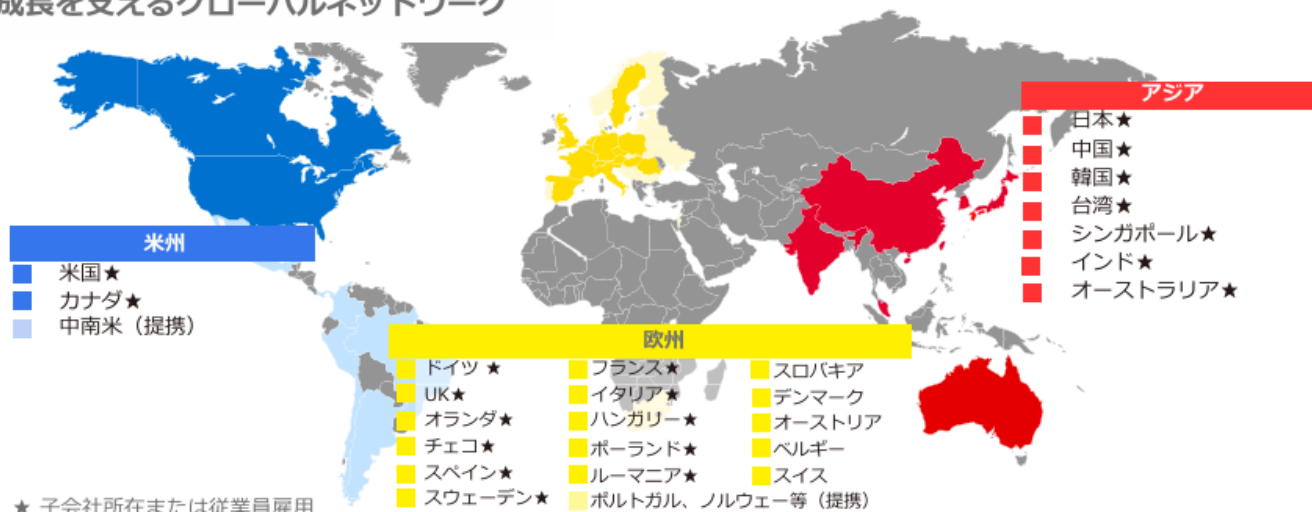 成長を支えるグローバルネットワーク
アジア
日本★
中国★
韓国★
台湾★
シンガポール★
インド★
オーストラリア★
米州
米国★
カナダ★
中南米（提携）
欧州
ドイツ ★
UK★
オランダ★
チェコ★
スペイン★
スウェーデン★
フランス★
イタリア★
ハンガリー★
ポーランド★
ルーマニア★
ポルトガル、ノルウェー等（提携）
スロバキア
デンマーク
オーストリア
ベルギー
スイス
★ 子会社所在または従業員雇用